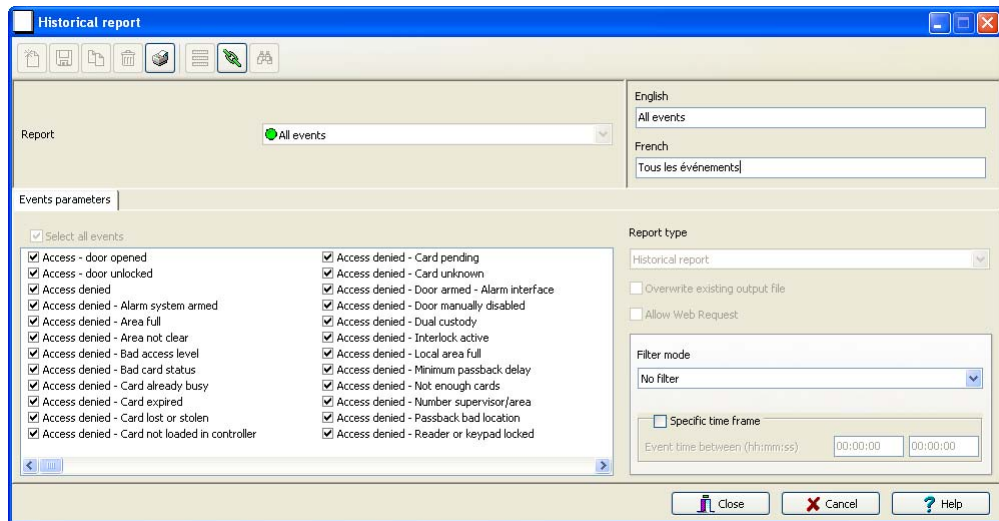 Historical report
English
All events
Report
All events
French
Tous les événements
Events parameters
Select all events
Access - door opened
Access - door unlocked
Access denied
Access denied - Alarm system armed
Access denied - Area full
Access denied - Area not clear
Access denied - Bad access level
Access denied - Bad card status
Access denied - Card already busy
Access denied - Card expired
Access denied - Card lost or stolen
Access denied - Card not loaded in controller
Access denied - Card pending
Access denied - Card unknown
Access denied - Door armed - Alarm interface
Access denied - Door manually disabled
Access denied - Dual custody
Access denied - Interlock active
Access denied - Local area full
Access denied - Minimum passback delay
Access denied - Not enough cards
Access denied - Number supervisor/area
Access denied - Passback bad location
Access denied - Reader or keypad locked
Report type
Historical report
Overwrite existing output file
Allow Web Request
Filter mode
No filter
Specific time frame
Event time between (hh:mm:ss) 00:00:00 00:00:00
Close Cancel Help